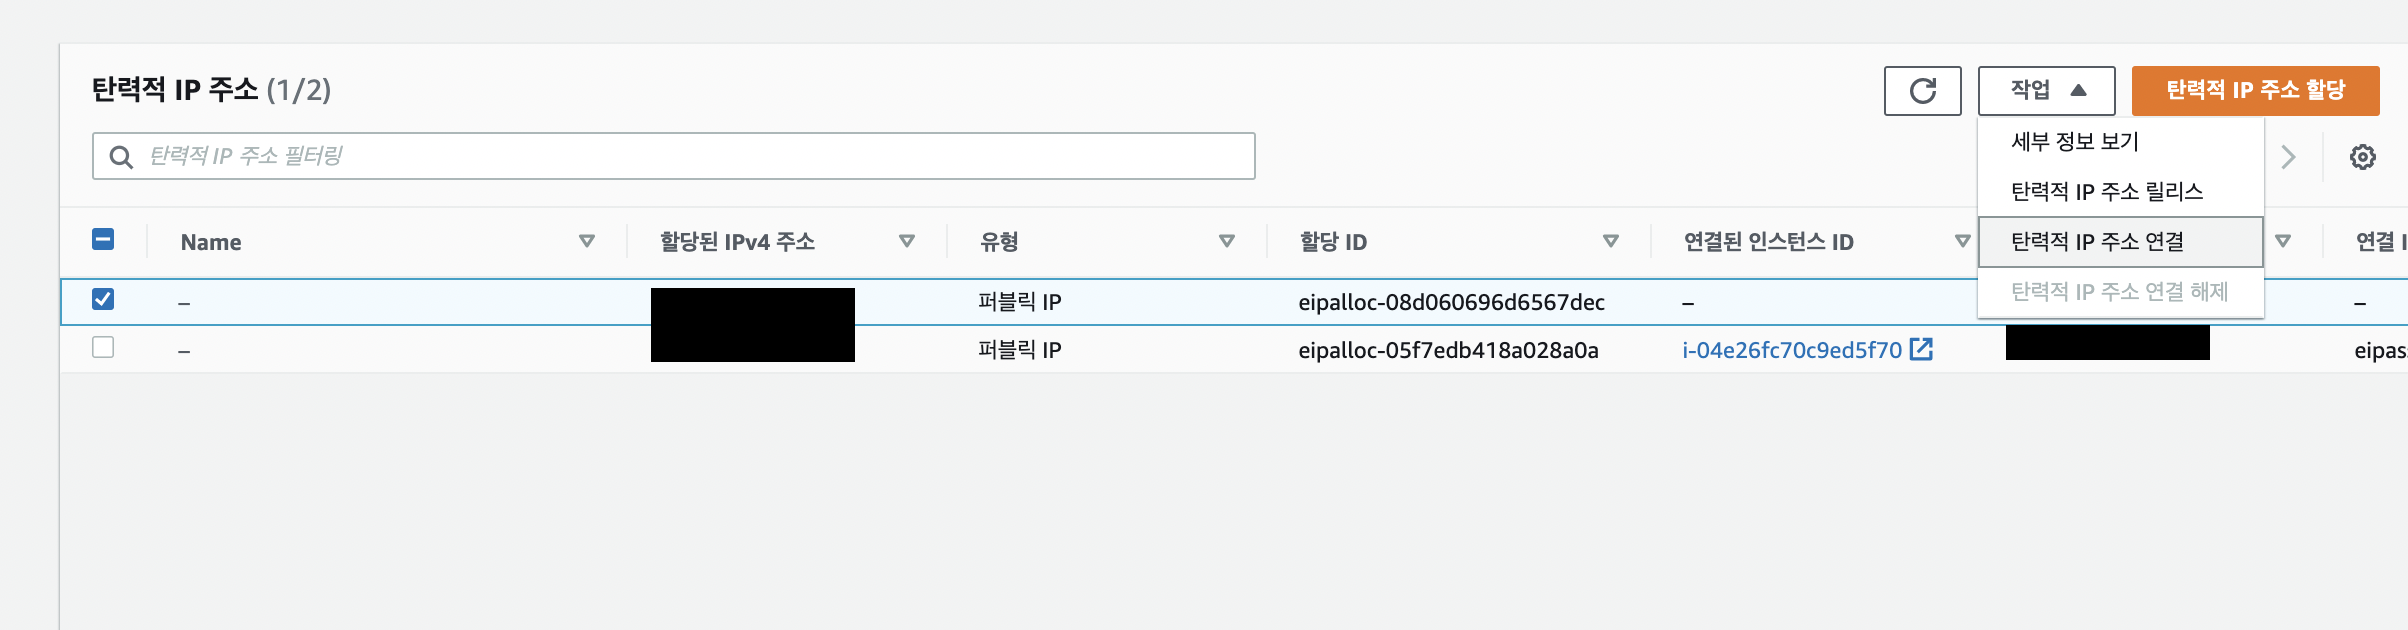 탄력적 IP 주소 (1/2)
작업
탄력적 IP 주소 할당
탄력적 IP 주소 필터링
세부 정보 보기
탄력적 IP 주소 릴리스
탄력적 IP 주소 연결
탄력적 IP 주소 연결 해제
Name 할당된 IPv4 주소 유형 할당 ID 연결된 인스턴스 ID 연결 I
– 퍼블릭 IP eipalloc-08d060696d6567dec – –
– 퍼블릭 IP eipalloc-05f7edb418a028a0a i-04e26fc70c9ed5f70 eipas